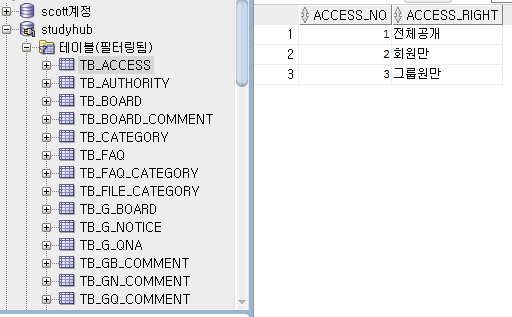 scott계정
studyhub
테이블(필터링됨)
TB_ACCESS
TB_AUTHORITY
TB_BOARD
TB_BOARD_COMMENT
TB_CATEGORY
TB_FAQ
TB_FAQ_CATEGORY
TB_FILE_CATEGORY
TB_G_BOARD
TB_G_NOTICE
TB_G_QNA
TB_GB_COMMENT
TB_GN_COMMENT
TB_GQ_COMMENT
ACCESS_NO ACCESS_RIGHT
1 1 전체공개
2 2 회원만
3 3 그룹원만